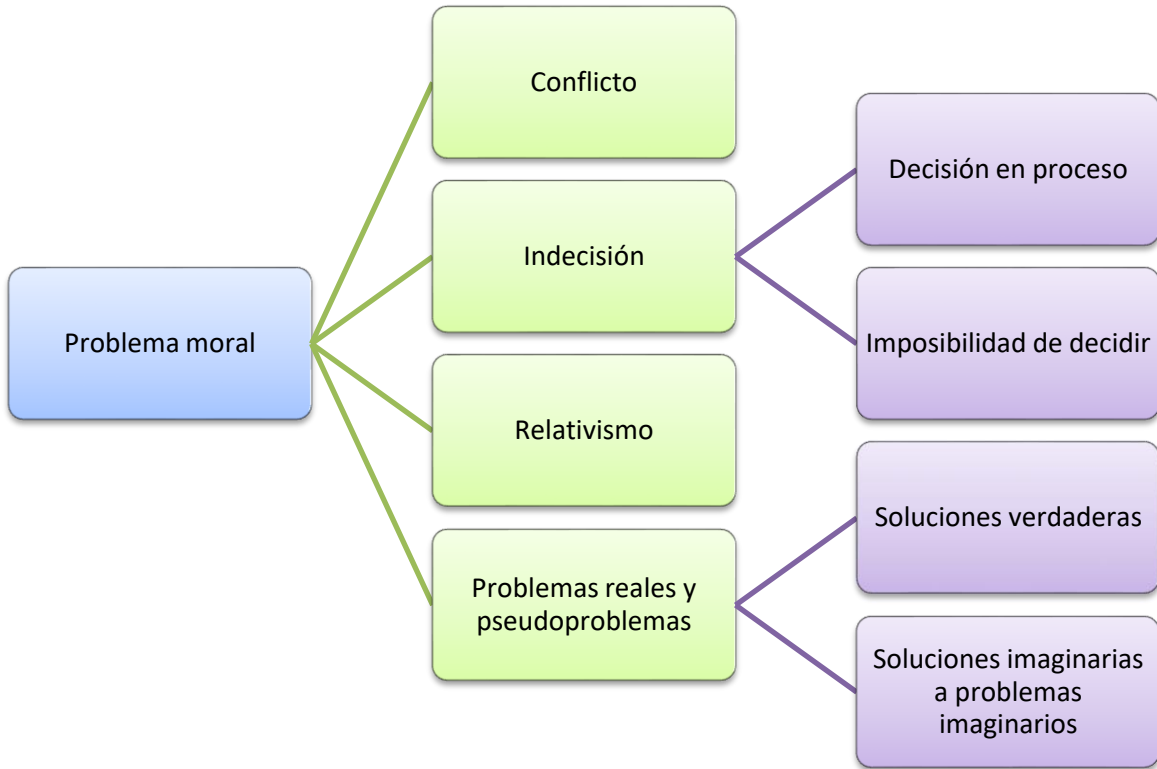 Problema moral
Conflicto
Indecisión
Relativismo
Problemas reales y
pseudoproblemas
Decisión en proceso
Imposibilidad de decidir
Soluciones verdaderas
Soluciones imaginarias
a problemas
imaginarios